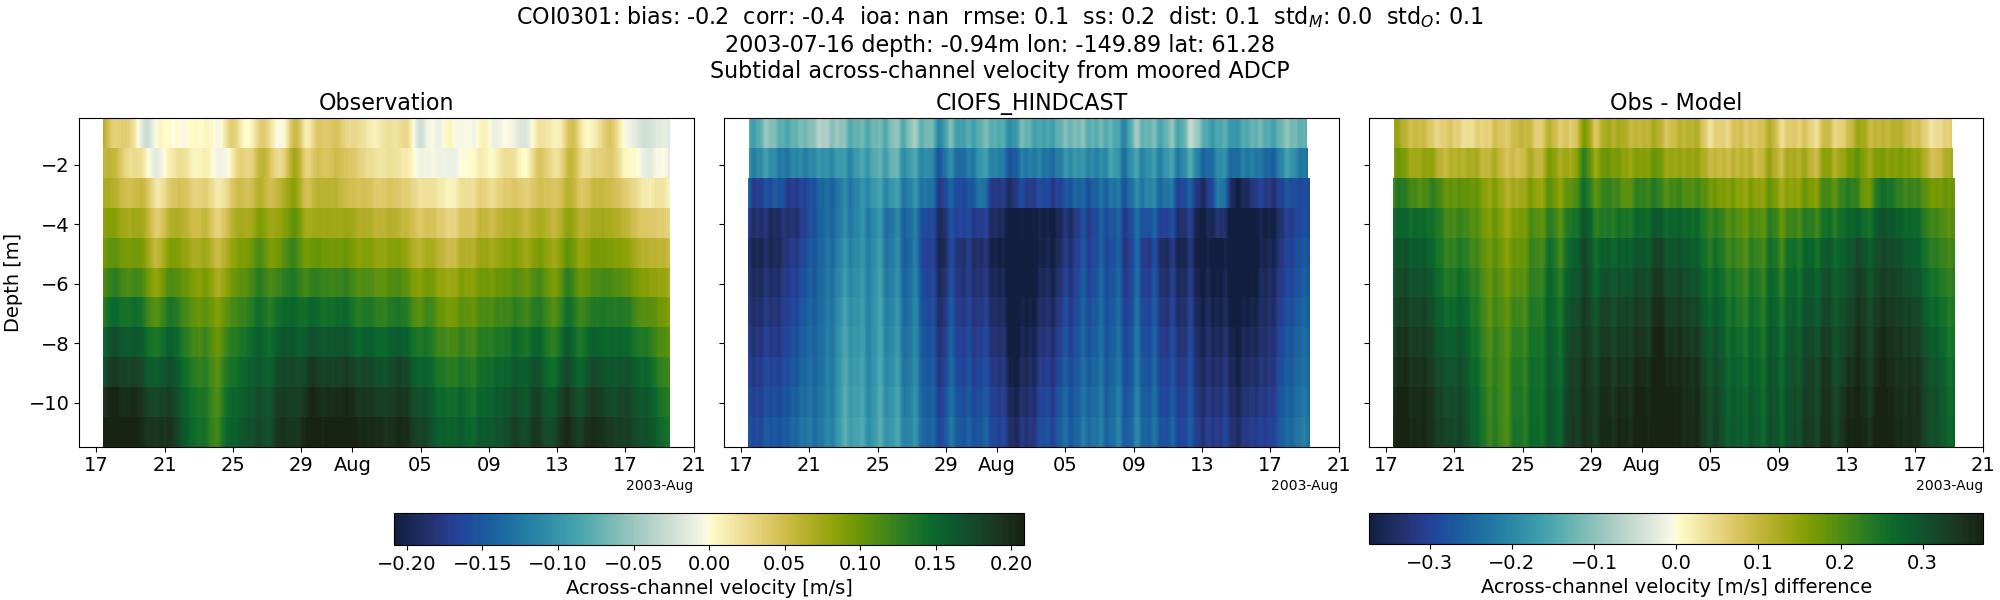 COI0301: bias: -0.2 corr: -0.4 ioa: nan rmse: 0.1 ss: 0.2 dist: 0.1 std_M: 0.0 std_O: 0.1
2003-07-16 depth: -0.94m lon: -149.89 lat: 61.28
Subtidal across-channel velocity from moored ADCP
Observation
CIOFS_HINDCAST
Obs - Model
Depth [m]
−2
−4
−6
−8
−10
17 21 25 29 Aug 05 09 13 17 21
2003-Aug
17 21 25 29 Aug 05 09 13 17 21
2003-Aug
17 21 25 29 Aug 05 09 13 17 21
2003-Aug
−0.20 −0.15 −0.10 −0.05 0.00 0.05 0.10 0.15 0.20
Across-channel velocity [m/s]
−0.3 −0.2 −0.1 0.0 0.1 0.2 0.3
Across-channel velocity [m/s] difference